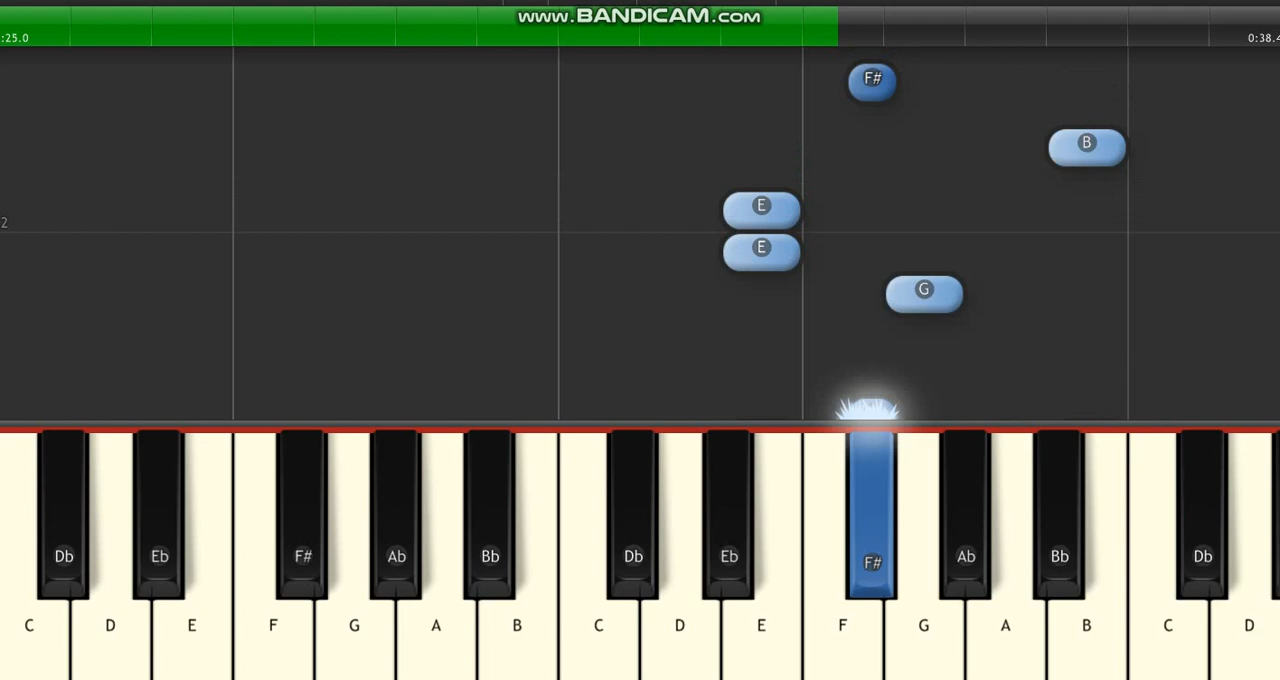 www.BANDICAM.com
:25.0
0:38.4
F#
B
E
2
E
G
Db Eb F# Ab Bb Db Eb F# Ab Bb Db
C D E F G A B C D E F G A B C D